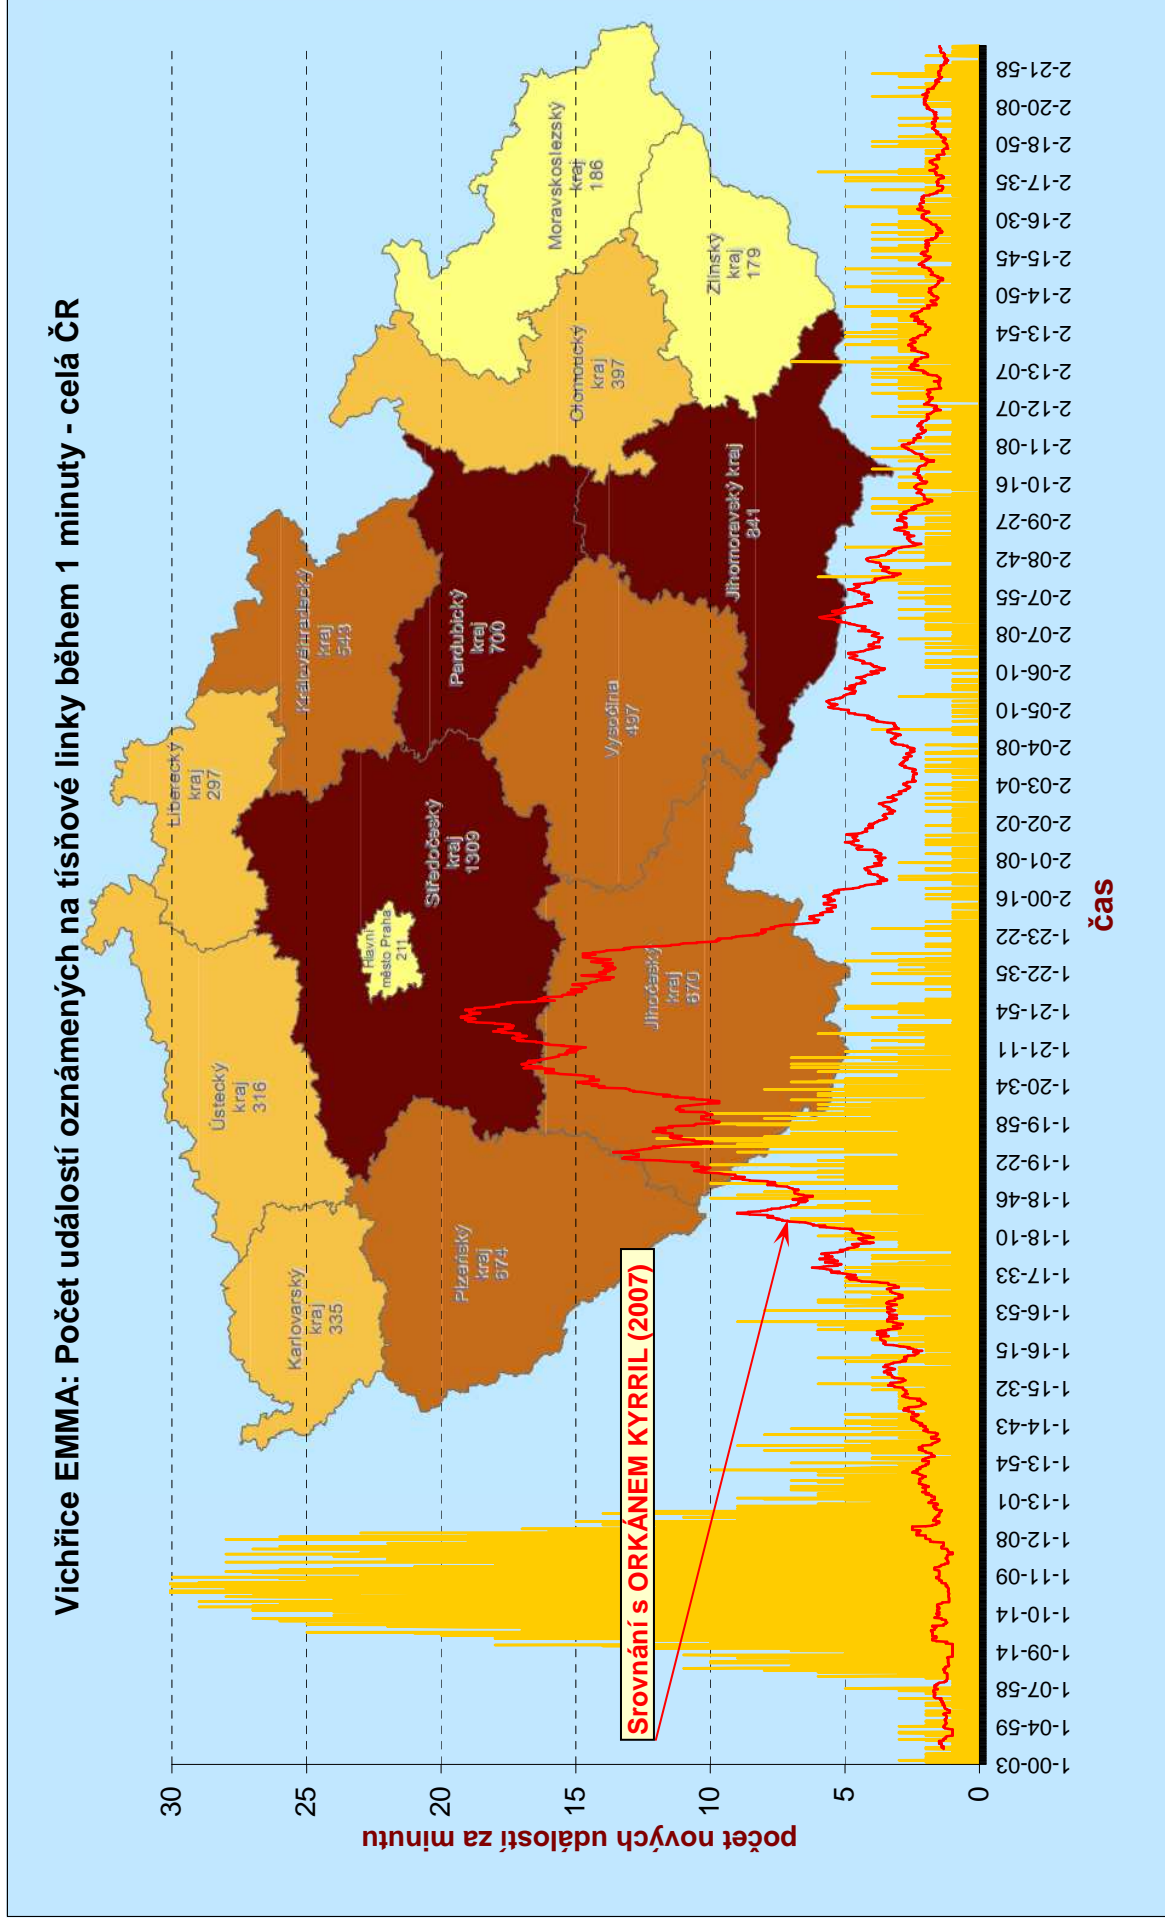 Vichřice EMMA: Počet událostí oznámených na tísňové linky během 1 minuty - celá ČR
počet nových událostí za minutu
30
25
20
15
10
5
0
Karlovarský
kraj
335
Ústecký
kraj
316
Liberecký
kraj
297
Královéhradecký
kraj
543
Plzeňský
kraj
674
Hlavní
město Praha
211
Středočeský
kraj
1309
Pardubický
kraj
700
Olomoucký
kraj
397
Moravskoslezský
kraj
186
Jihočeský
kraj
670
Vysočina
497
Jihomoravský kraj
841
Zlínský
kraj
179
Srovnání s ORKÁNEM KYRRIL (2007)
1-00-03
1-04-59
1-07-58
1-09-14
1-10-14
1-11-09
1-12-08
1-13-01
1-13-54
1-14-43
1-15-32
1-16-15
1-16-53
1-17-33
1-18-10
1-18-46
1-19-22
1-19-58
1-20-34
1-21-11
1-21-54
1-22-35
1-23-22
2-00-16
2-01-08
2-02-02
2-03-04
2-04-08
2-05-10
2-06-10
2-07-08
2-07-55
2-08-42
2-09-27
2-10-16
2-11-08
2-12-07
2-13-07
2-13-54
2-14-50
2-15-45
2-16-30
2-17-35
2-18-50
2-20-08
2-21-58
čas